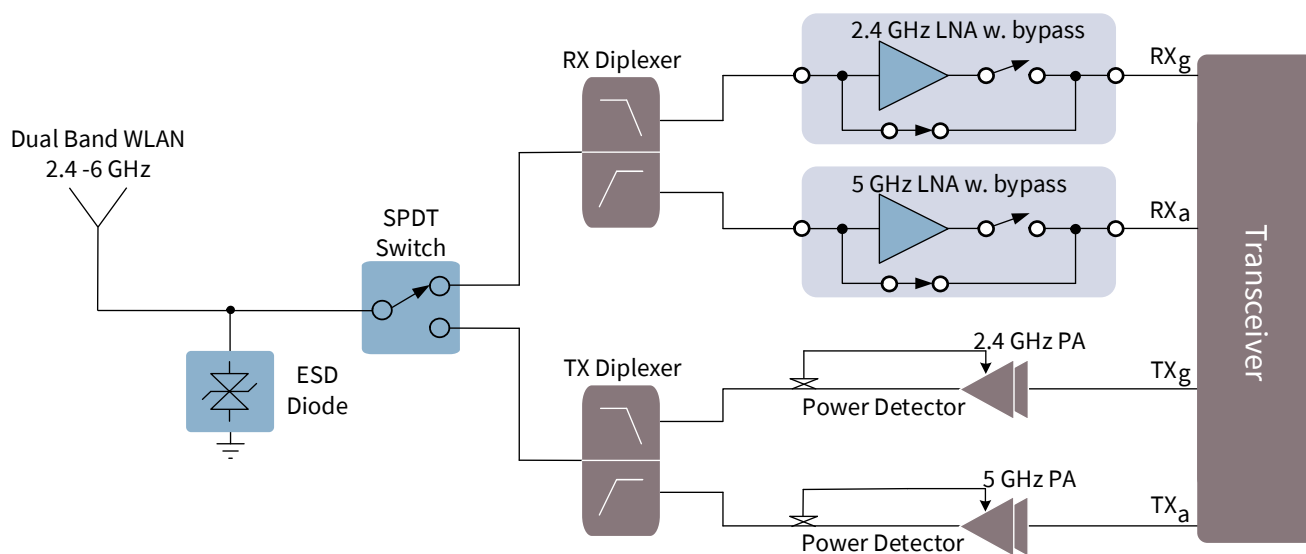 Dual Band WLAN
2.4 -6 GHz
ESD
Diode
SPDT
Switch
RX Diplexer
TX Diplexer
2.4 GHz LNA w. bypass
5 GHz LNA w. bypass
2.4 GHz PA
Power Detector
5 GHz PA
Power Detector
RXg
RXa
TXg
TXa
Transceiver